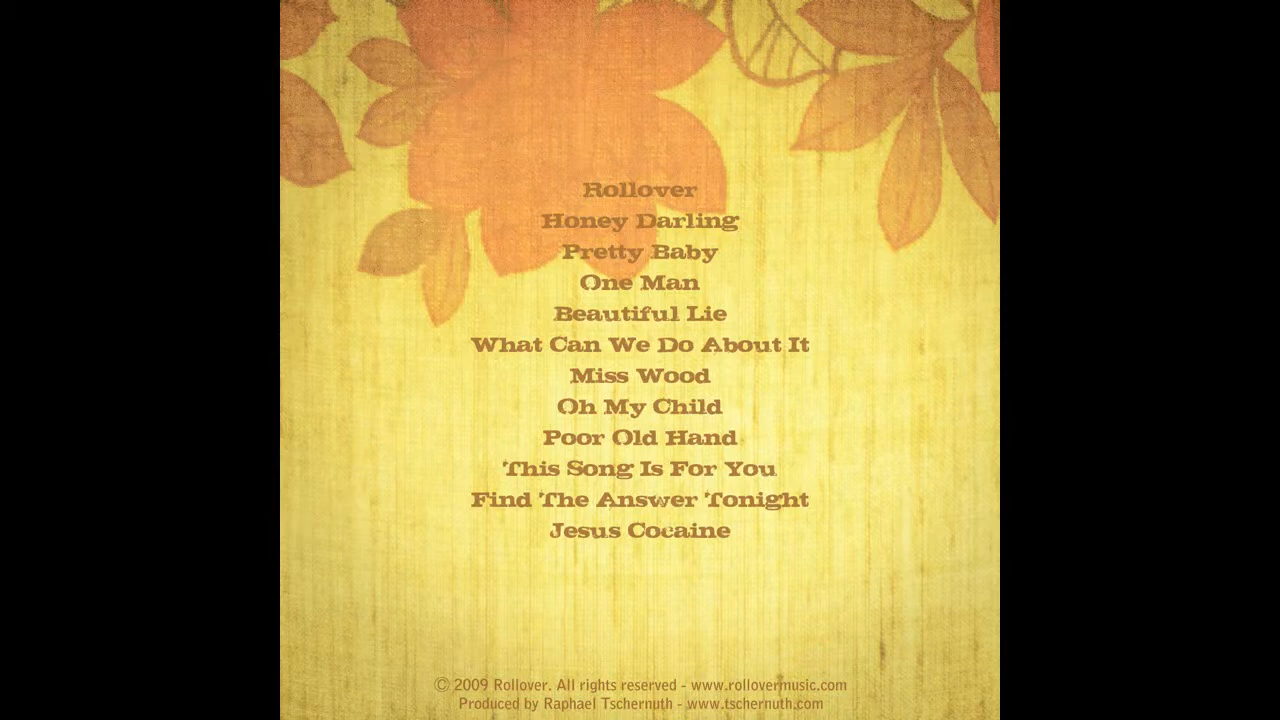 Rollover
Honey Darling
Pretty Baby
One Man
Beautiful Lie
What Can We Do About It
Miss Wood
Oh My Child
Poor Old Hand
This Song Is For You
Find The Answer Tonight
Jesus Cocaine
© 2009 Rollover. All rights reserved - www.rollovermusic.com
Produced by Raphael Tschernuth - www.tschernuth.com